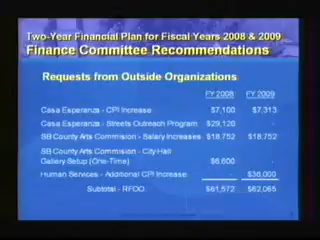 Two-Year Financial Plan for Fiscal Years 2008 & 2009
Finance Committee Recommendations
Requests from Outside Organizations
FY 2008 FY 2009
Casa Esperanza - CPI Increase $7,100 $7,313
Casa Esperanza - Streets Outreach Program $29,120 -
SB County Arts Commision - Salary Increases $18,752 $18,752
SB County Arts Commision - City Hall
Gallery Setup (One-Time) $6,600 -
Human Services - Additional CPI Increase - $36,000
Subtotal - RFOO $61,572 $62,065